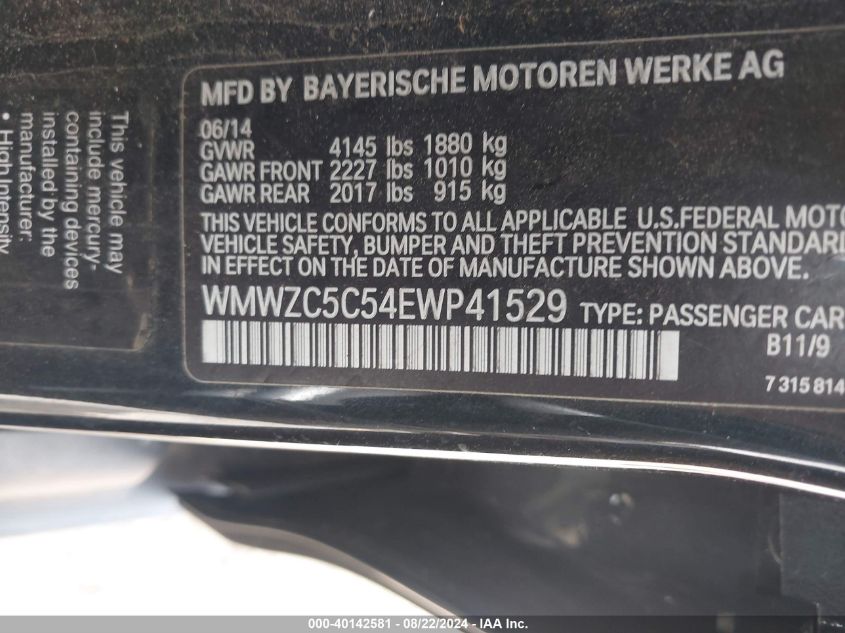 MFD BY BAYERISCHE MOTOREN WERKE AG
06/14
GVWR 4145 lbs 1880 kg
GAWR FRONT 2227 lbs 1010 kg
GAWR REAR 2017 lbs 915 kg
THIS VEHICLE CONFORMS TO ALL APPLICABLE U.S.FEDERAL MOTO
VEHICLE SAFETY, BUMPER AND THEFT PREVENTION STANDARD
IN EFFECT ON THE DATE OF MANUFACTURE SHOWN ABOVE.
WMWZC5C54EWP41529 TYPE: PASSENGER CAR
B11/9
7 315 814
This vehicle may
include mercury-
containing devices
installed by the
manufacturer:
• High Intensity
000-40142581 - 08/22/2024 - IAAI Inc.